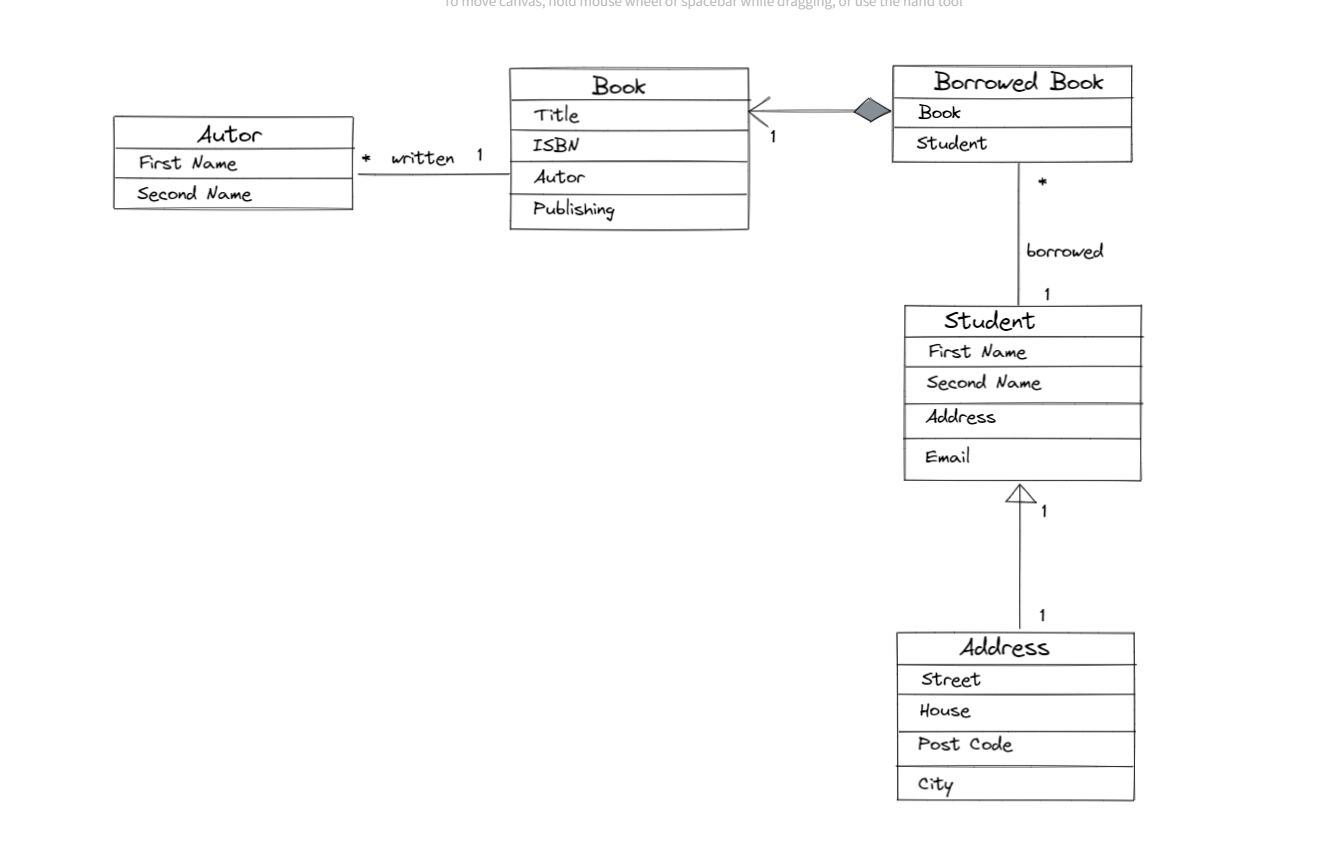 To move canvas, hold mouse wheel or spacebar while dragging, or use the hand tool
Autor
First Name
Second Name
* written 1
Book
Title
ISBN
Autor
Publishing
1
Borrowed Book
Book
Student
*
borrowed
1
Student
First Name
Second Name
Address
Email
1
1
Address
Street
House
Post Code
City